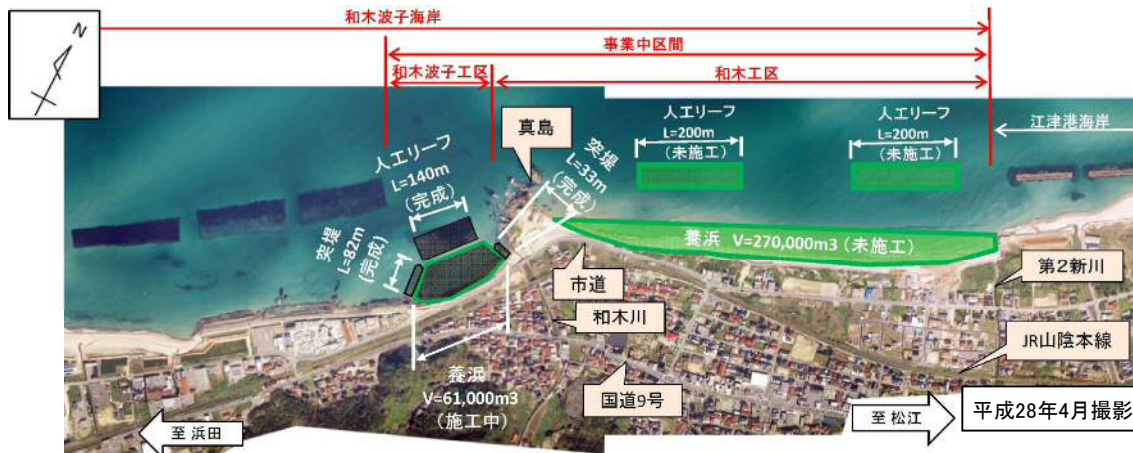 N
和木波子海岸
事業中区間
和木波子工区
和木工区
真島
人工リーフ
L=140m
(完成)
突堤
L=33m
(完成)
人工リーフ
L=200m
(未施工)
人工リーフ
L=200m
(未施工)
江津港海岸
突堤
L=82m
(完成)
養浜 V=270,000m3 (未施工)
市道
第2新川
和木川
JR山陰本線
養浜
V=61,000m3
(施工中)
国道9号
至 浜田
至 松江
平成28年4月撮影